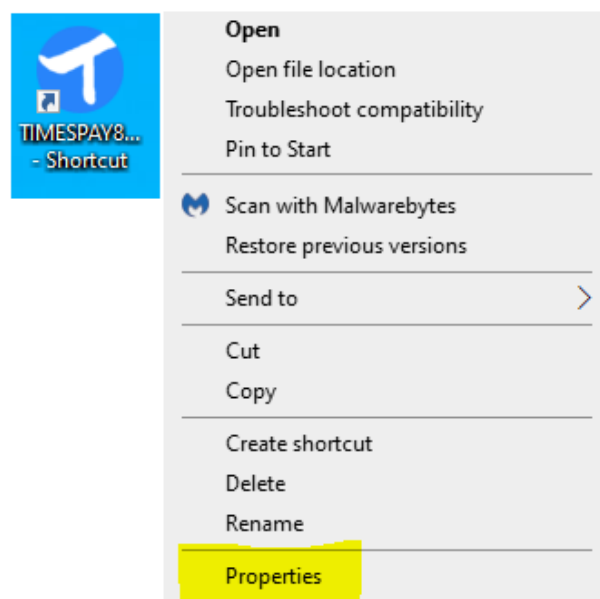 TIMESPAY8...
- Shortcut
Open
Open file location
Troubleshoot compatibility
Pin to Start
Scan with Malwarebytes
Restore previous versions
Send to
Cut
Copy
Create shortcut
Delete
Rename
Properties